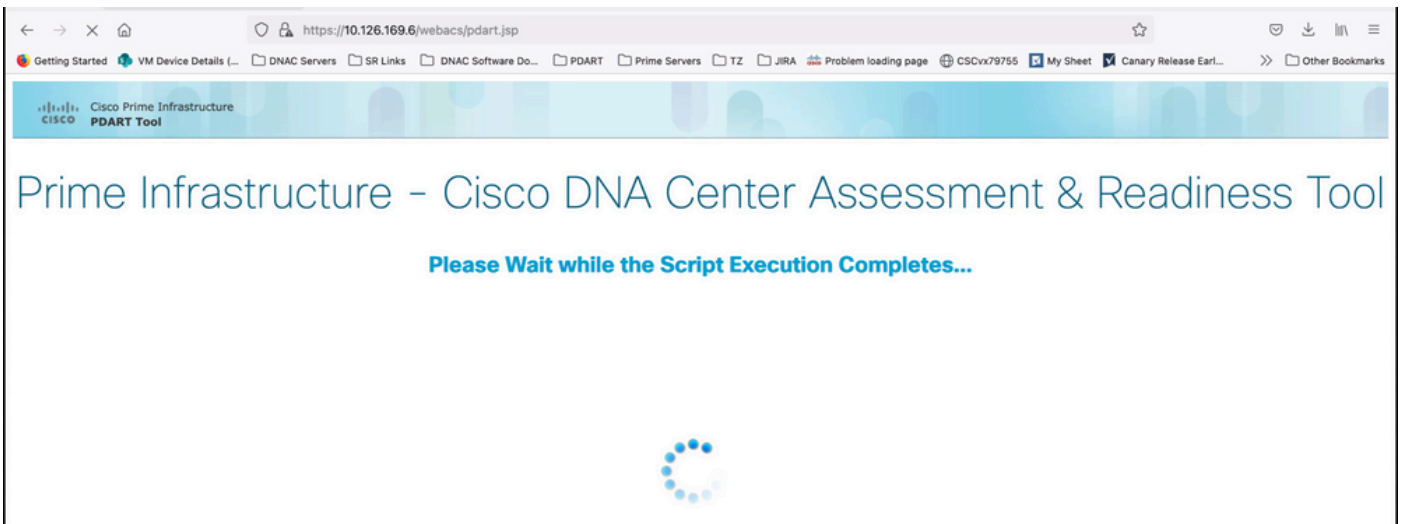 https://10.126.169.6/webacs/pdart.jsp
Getting Started VM Device Details (... DNAC Servers SR Links DNAC Software Do... PDART Prime Servers TZ JIRA Problem loading page CSCvx79755 My Sheet Canary Release Earl... Other Bookmarks
CISCO Cisco Prime Infrastructure
PDART Tool
Prime Infrastructure - Cisco DNA Center Assessment & Readiness Tool
Please Wait while the Script Execution Completes...